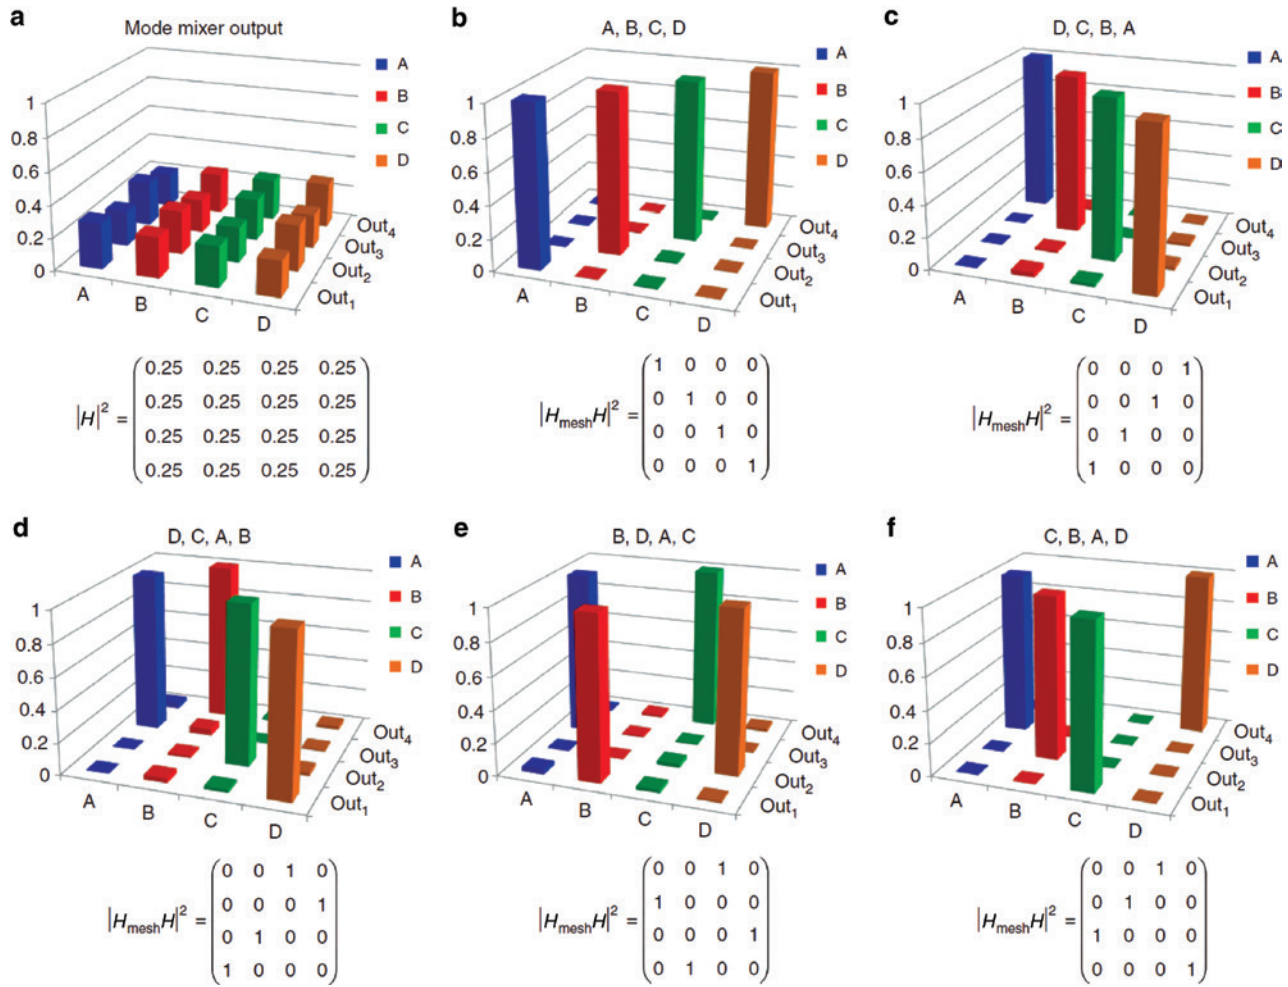 a
Mode mixer output
A
B
C
D
1
0.8
0.6
0.4
0.2
0
A
B
C
D
Out1
Out2
Out3
Out4
|H|² =
0.25 0.25 0.25 0.25
0.25 0.25 0.25 0.25
0.25 0.25 0.25 0.25
0.25 0.25 0.25 0.25
b
A, B, C, D
A
B
C
D
1
0.8
0.6
0.4
0.2
0
A
B
C
D
Out1
Out2
Out3
Out4
|HmeshH|² =
1 0 0 0
0 1 0 0
0 0 1 0
0 0 0 1
c
D, C, B, A
A
B
C
D
1
0.8
0.6
0.4
0.2
0
A
B
C
D
Out1
Out2
Out3
Out4
|HmeshH|² =
0 0 0 1
0 0 1 0
0 1 0 0
1 0 0 0
d
D, C, A, B
A
B
C
D
1
0.8
0.6
0.4
0.2
0
A
B
C
D
Out1
Out2
Out3
Out4
|HmeshH|² =
0 0 1 0
0 0 0 1
0 1 0 0
1 0 0 0
e
B, D, A, C
A
B
C
D
1
0.8
0.6
0.4
0.2
0
A
B
C
D
Out1
Out2
Out3
Out4
|HmeshH|² =
0 0 1 0
1 0 0 0
0 0 0 1
0 1 0 0
f
C, B, A, D
A
B
C
D
1
0.8
0.6
0.4
0.2
0
A
B
C
D
Out1
Out2
Out3
Out4
|HmeshH|² =
0 0 1 0
0 1 0 0
1 0 0 0
0 0 0 1